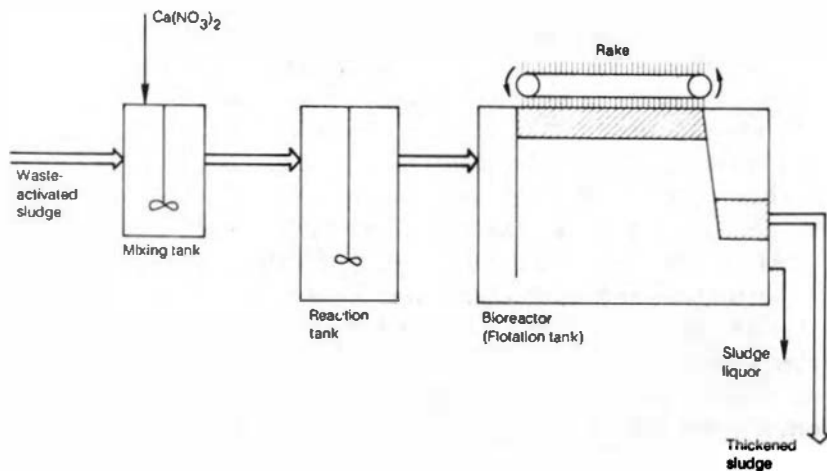 Ca(NO₃)₂
Rake
Waste-
activated
sludge
Mixing tank
Reaction
tank
Bioreactor
(Flotation tank)
Sludge
liquor
Thickened
sludge